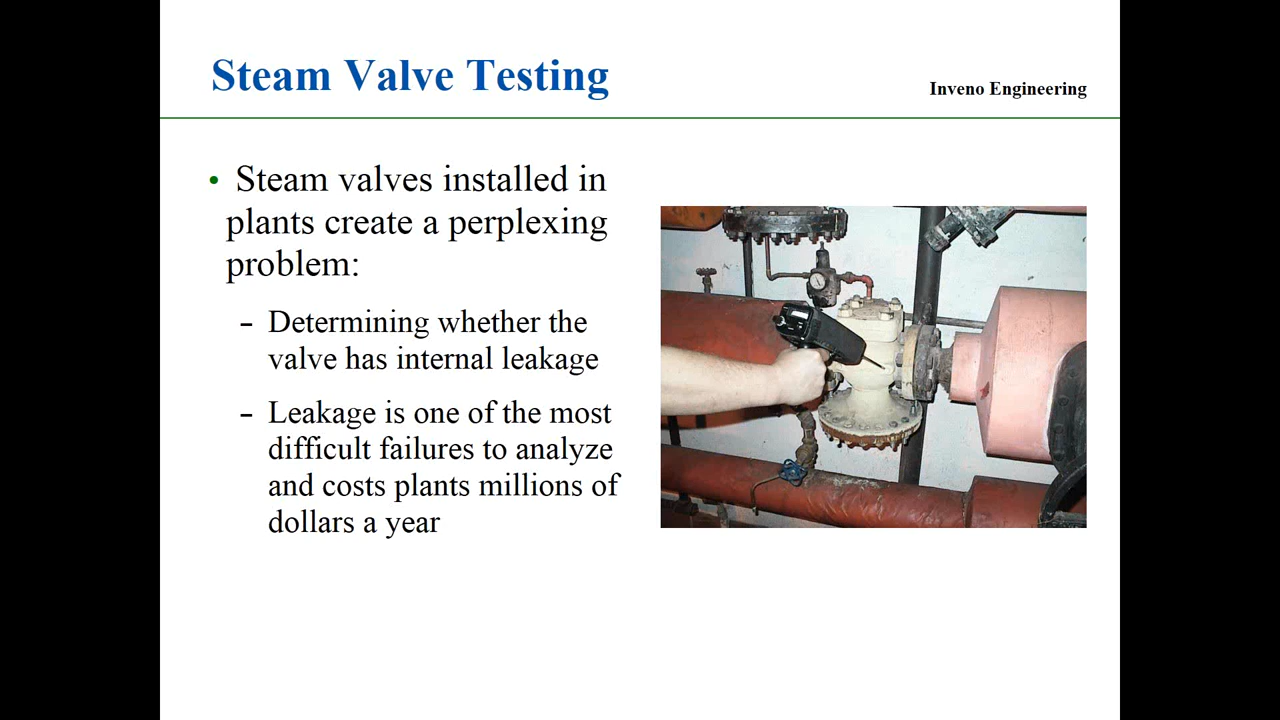 Steam Valve Testing
Inveno Engineering
• Steam valves installed in
plants create a perplexing
problem:
– Determining whether the
valve has internal leakage
– Leakage is one of the most
difficult failures to analyze
and costs plants millions of
dollars a year